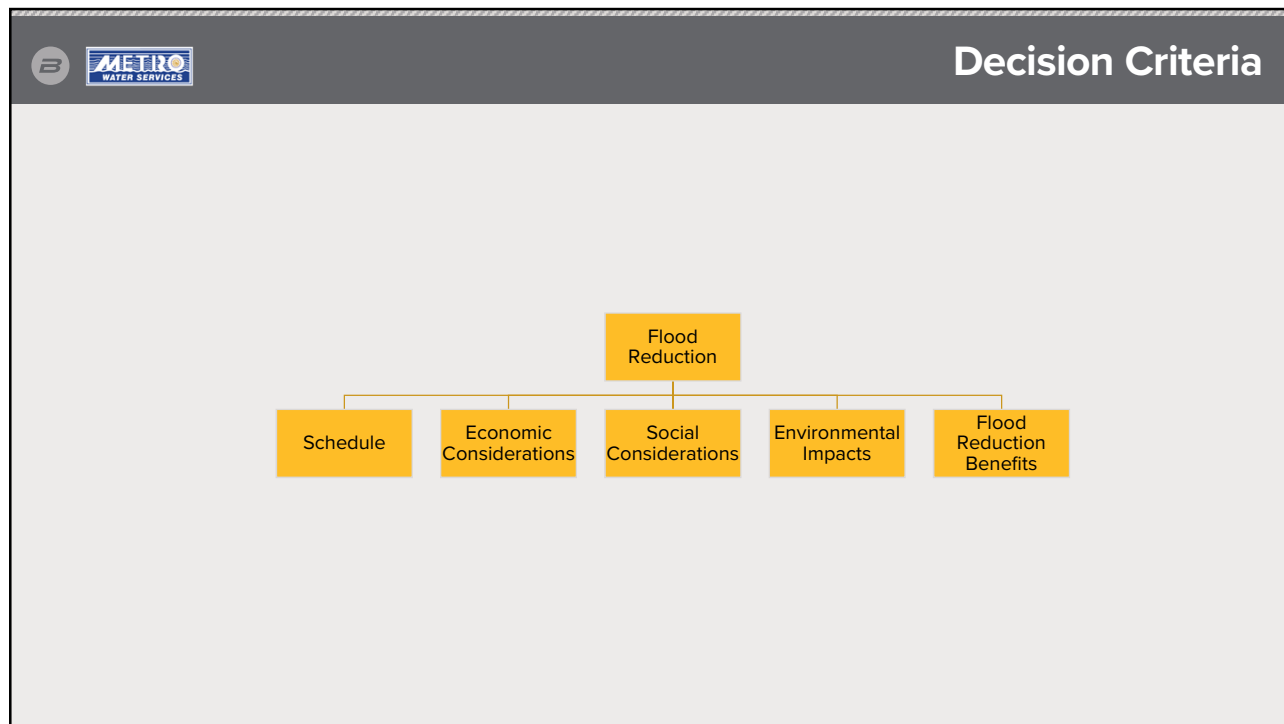 B
METRO
WATER SERVICES
Decision Criteria
Flood
Reduction
Schedule
Economic
Considerations
Social
Considerations
Environmental
Impacts
Flood
Reduction
Benefits